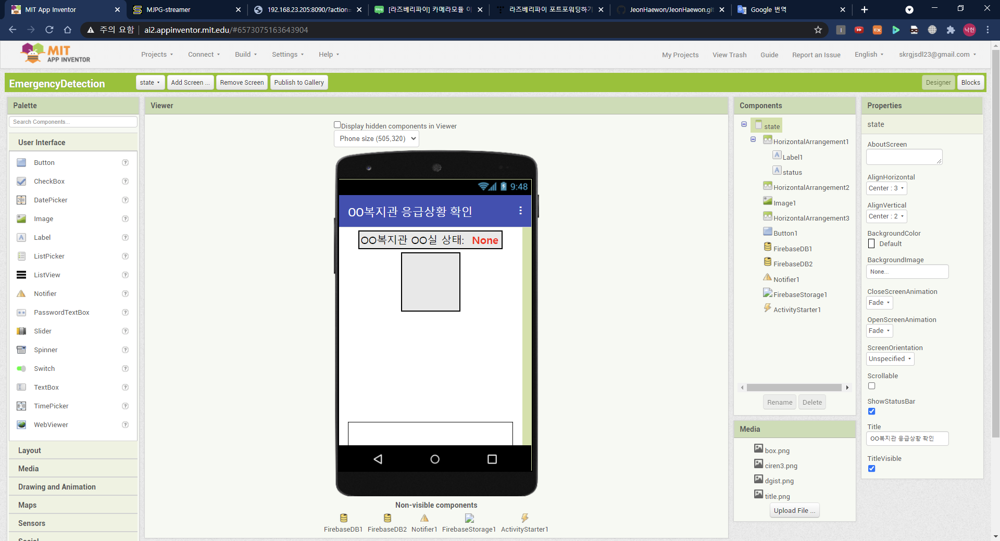 MIT App Inventor
MJPG-streamer
192.168.23.205:8090/?action=
[라즈베리파이] 카메라모듈 이
라즈베리파이 포트포워딩하기
JeonHaewon/JeonHaewon.git
Google 번역
주의 요함
ai2.appinventor.mit.edu/#6573075163643904
낙헌
MIT
APP INVENTOR
Projects
Connect
Build
Settings
Help
My Projects
View Trash
Guide
Report an Issue
English
skrgjsdl23@gmail.com
EmergencyDetection
state
Add Screen ...
Remove Screen
Publish to Gallery
Designer
Blocks
Palette
Search Components...
User Interface
Button
CheckBox
DatePicker
Image
Label
ListPicker
ListView
Notifier
PasswordTextBox
Slider
Spinner
Switch
TextBox
TimePicker
WebViewer
Layout
Media
Drawing and Animation
Maps
Sensors
Social
Viewer
Display hidden components in Viewer
Phone size (505,320)
9:48
OO복지관 응급상황 확인
OO복지관 OO실 상태: None
Non-visible components
FirebaseDB1
FirebaseDB2
Notifier1
FirebaseStorage1
ActivityStarter1
Components
state
HorizontalArrangement1
Label1
status
HorizontalArrangement2
Image1
HorizontalArrangement3
Button1
FirebaseDB1
FirebaseDB2
Notifier1
FirebaseStorage1
ActivityStarter1
Rename
Delete
Media
box.png
ciren3.png
dgist.png
title.png
Upload File ...
Properties
state
AboutScreen
AlignHorizontal
Center : 3
AlignVertical
Center : 2
BackgroundColor
Default
BackgroundImage
None...
CloseScreenAnimation
Fade
OpenScreenAnimation
Fade
ScreenOrientation
Unspecified
Scrollable
ShowStatusBar
Title
OO복지관 응급상황 확인
TitleVisible